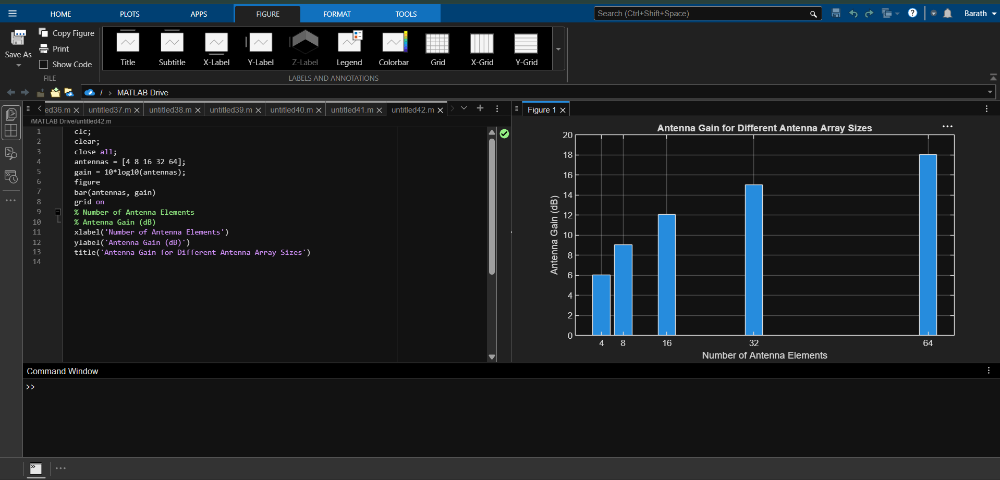 HOME PLOTS APPS FIGURE FORMAT TOOLS Search (Ctrl+Shift+Space) ? Barath
Save As
Copy Figure
Print
Show Code
FILE
Title Subtitle X-Label Y-Label Z-Label Legend Colorbar Grid X-Grid Y-Grid
LABELS AND ANNOTATIONS
/ > MATLAB Drive
ed36.m untitled37.m untitled38.m untitled39.m untitled40.m untitled41.m untitled42.m
/MATLAB Drive/untitled42.m
1 clc;
2 clear;
3 close all;
4 antennas = [4 8 16 32 64];
5 gain = 10*log10(antennas);
6 figure
7 bar(antennas, gain)
8 grid on
9 % Number of Antenna Elements
10 % Antenna Gain (dB)
11 xlabel('Number of Antenna Elements')
12 ylabel('Antenna Gain (dB)')
13 title('Antenna Gain for Different Antenna Array Sizes')
14
Figure 1
Antenna Gain for Different Antenna Array Sizes
Antenna Gain (dB)
20
18
16
14
12
10
8
6
4
2
0
4 8 16 32 64
Number of Antenna Elements
Command Window
>>